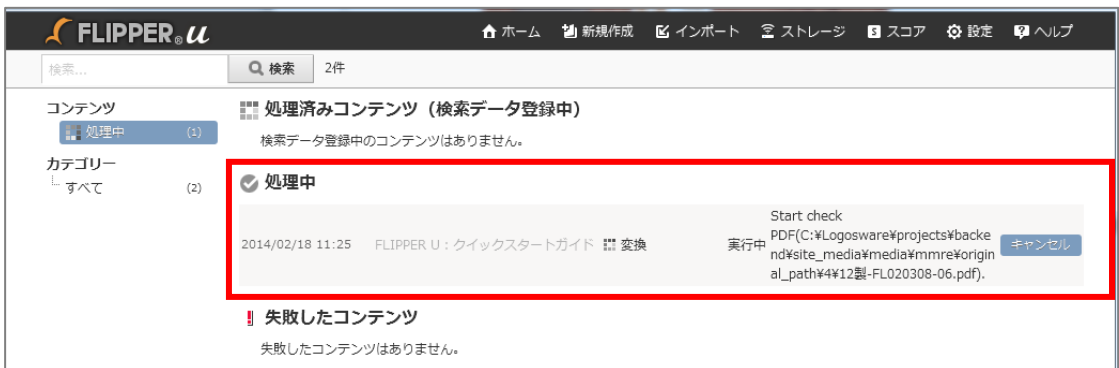 FLIPPER® u
ホーム 新規作成 インポート ストレージ スコア 設定 ヘルプ
検索... 検索 2件
コンテンツ
処理中 (1)
カテゴリー
すべて (2)
処理済みコンテンツ（検索データ登録中）
検索データ登録中のコンテンツはありません。
処理中
2014/02/18 11:25 FLIPPER U：クイックスタートガイド 変換 実行中
Start check
PDF(C:¥Logosware¥projects¥backe
nd¥site_media¥media¥mmre¥origin
al_path¥4¥12製-FL020308-06.pdf).
キャンセル
失敗したコンテンツ
失敗したコンテンツはありません。